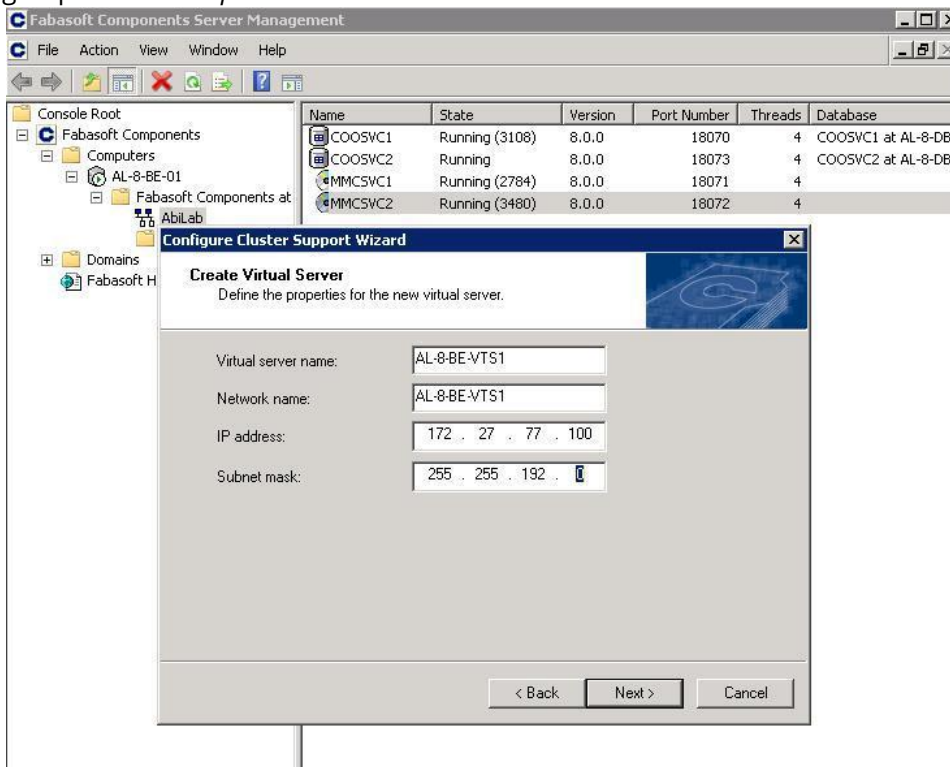 Fabasoft Components Server Management
File Action View Window Help
Console Root
Fabasoft Components
Computers
AL-8-BE-01
Fabasoft Components at
AbiLab
Domains
Fabasoft H
Name State Version Port Number Threads Database
COOSVC1 Running (3108) 8.0.0 18070 4 COOSVC1 at AL-8-DB
COOSVC2 Running 8.0.0 18073 4 COOSVC2 at AL-8-DB
MMCSVC1 Running (2784) 8.0.0 18071 4
MMCSVC2 Running (3480) 8.0.0 18072 4
Configure Cluster Support Wizard
Create Virtual Server
Define the properties for the new virtual server.
Virtual server name: AL-8-BE-VTS1
Network name: AL-8-BE-VTS1
IP address: 172 . 27 . 77 . 100
Subnet mask: 255 . 255 . 192 . 0
< Back Next > Cancel